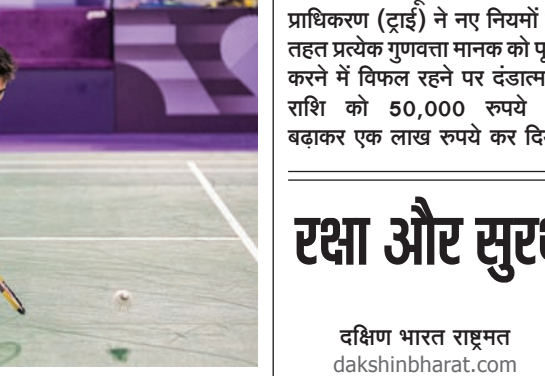 प्राधिकरण (ट्राई) ने नए नियमों
तहत प्रत्येक गुणवत्ता मानक को
करने में विफल रहने पर
राशि को 50,000 रुपये
बढ़ाकर एक लाख रुपये कर
रक्षा और
दक्षिण भारत राष्ट्रमत
dakshinbharat.com